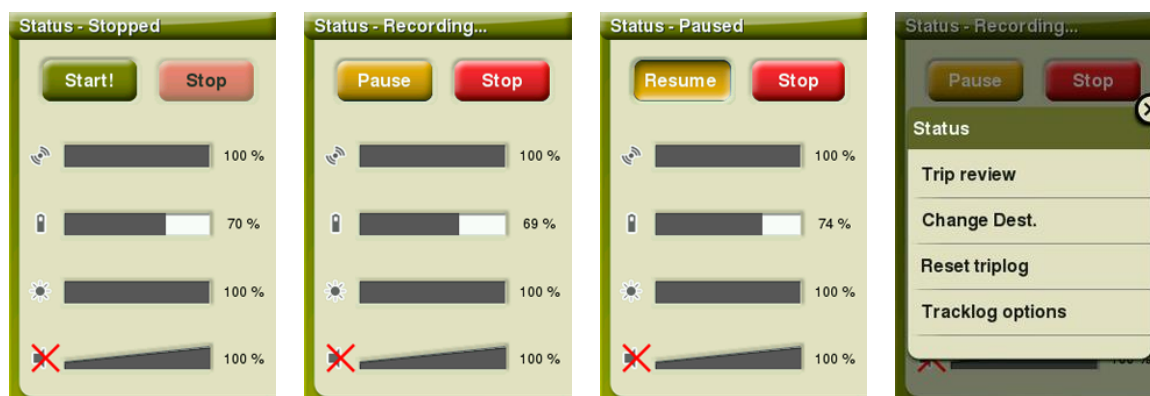 Status - Stopped
Start! Stop
100 %
70 %
100 %
100 %
Status - Recording...
Pause Stop
100 %
69 %
100 %
100 %
Status - Paused
Resume Stop
100 %
74 %
100 %
100 %
Status - Recording...
Pause Stop
Status
Trip review
Change Dest.
Reset triplog
Tracklog options